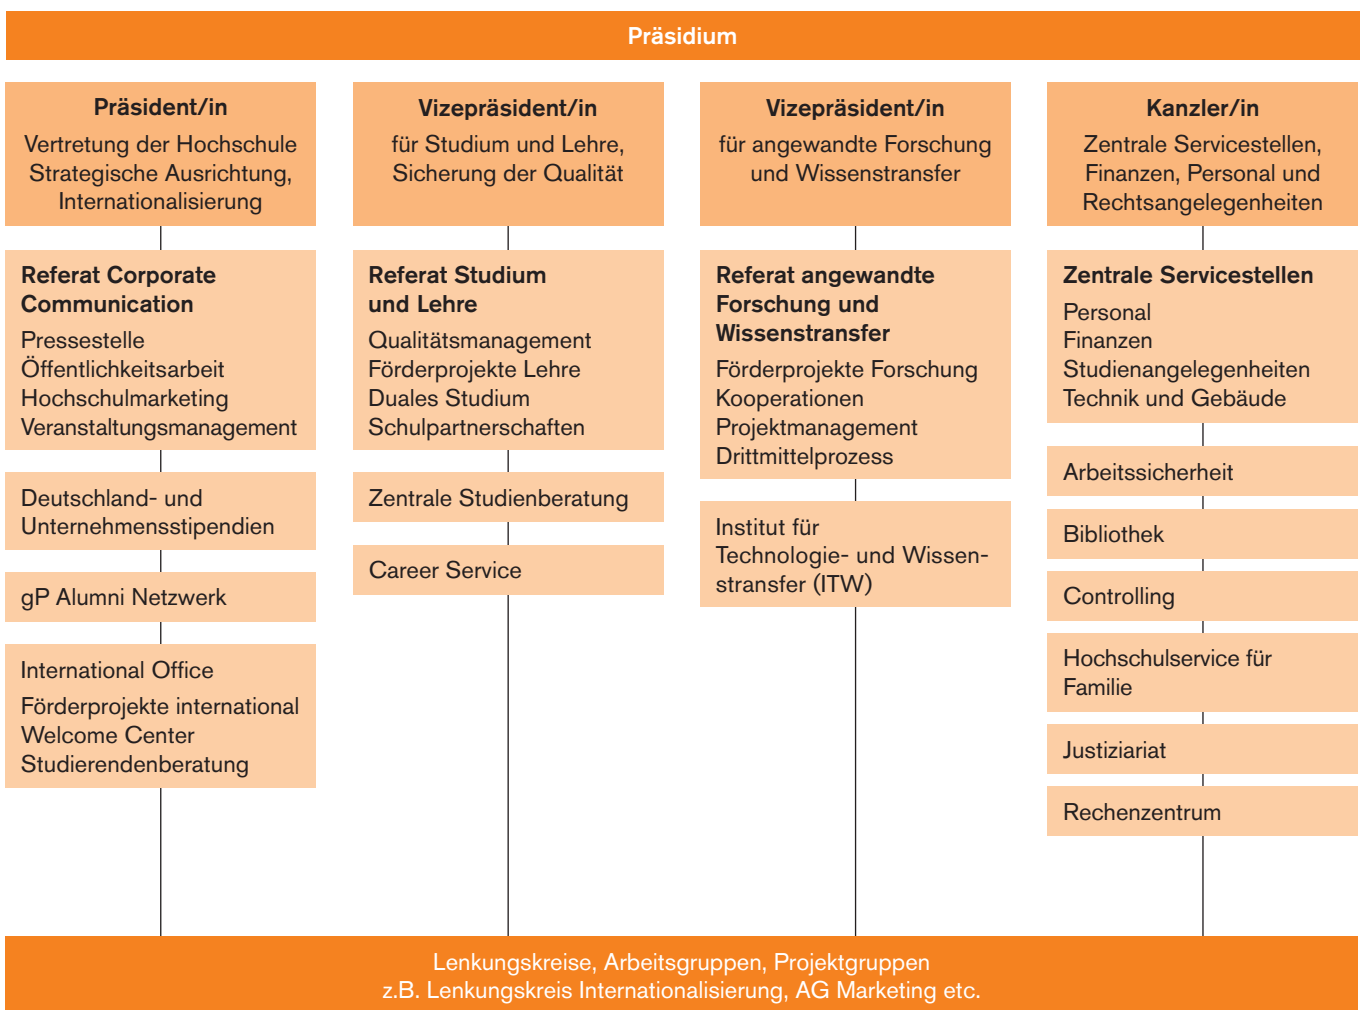 Präsidium
Präsident/in
Vertretung der Hochschule
Strategische Ausrichtung,
Internationalisierung
Referat Corporate
Communication
Pressestelle
Öffentlichkeitsarbeit
Hochschulmarketing
Veranstaltungsmanagement
Deutschland- und
Unternehmensstipendien
gP Alumni Netzwerk
International Office
Förderprojekte international
Welcome Center
Studierendenberatung
Vizepräsident/in
für Studium und Lehre,
Sicherung der Qualität
Referat Studium
und Lehre
Qualitätsmanagement
Förderprojekte Lehre
Duales Studium
Schulpartnerschaften
Zentrale Studienberatung
Career Service
Vizepräsident/in
für angewandte Forschung
und Wissenstransfer
Referat angewandte
Forschung und
Wissenstransfer
Förderprojekte Forschung
Kooperationen
Projektmanagement
Drittmittelprozess
Institut für
Technologie- und Wissen-
stransfer (ITW)
Kanzler/in
Zentrale Servicestellen,
Finanzen, Personal und
Rechtsangelegenheiten
Zentrale Servicestellen
Personal
Finanzen
Studienangelegenheiten
Technik und Gebäude
Arbeitssicherheit
Bibliothek
Controlling
Hochschulservice für
Familie
Justiziariat
Rechenzentrum
Lenkungskreise, Arbeitsgruppen, Projektgruppen
z.B. Lenkungskreis Internationalisierung, AG Marketing etc.